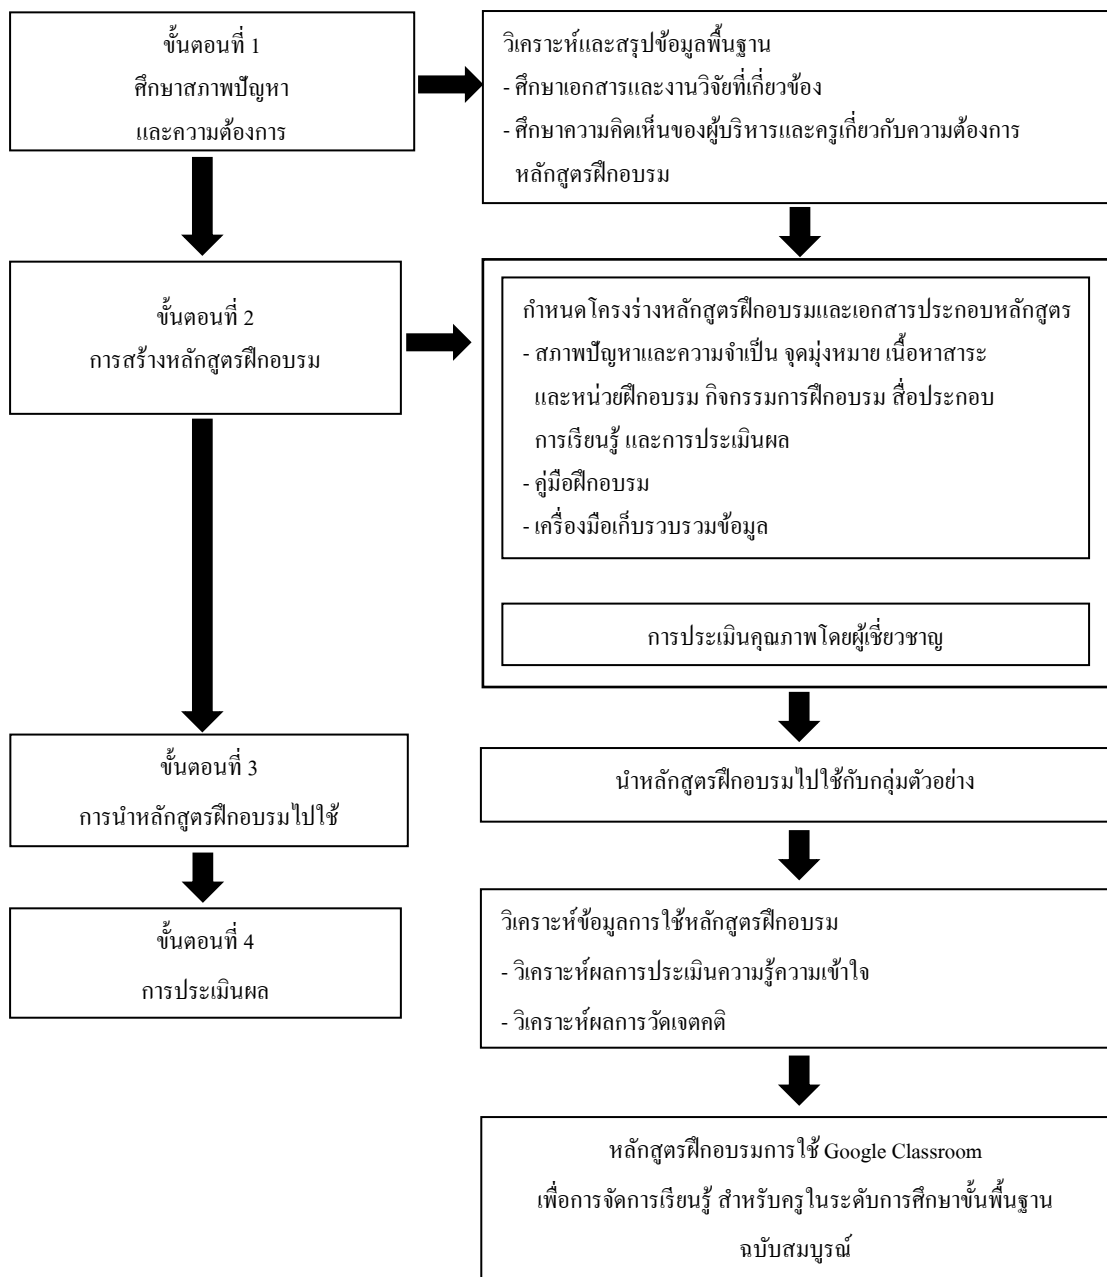 ขั้นตอนที่ 1
ศึกษาสภาพปัญหา
และความต้องการ
วิเคราะห์และสรุปข้อมูลพื้นฐาน
- ศึกษาเอกสารและงานวิจัยที่เกี่ยวข้อง
- ศึกษาความคิดเห็นของผู้บริหารและครูเกี่ยวกับความต้องการ
หลักสูตรฝึกอบรม
ขั้นตอนที่ 2
การสร้างหลักสูตรฝึกอบรม
กำหนดโครงร่างหลักสูตรฝึกอบรมและเอกสารประกอบหลักสูตร
- สภาพปัญหาและความจำเป็น จุดมุ่งหมาย เนื้อหาสาระ
และหน่วยฝึกอบรม กิจกรรมการฝึกอบรม สื่อประกอบ
การเรียนรู้ และการประเมินผล
- คู่มือฝึกอบรม
- เครื่องมือเก็บรวบรวมข้อมูล
การประเมินคุณภาพโดยผู้เชี่ยวชาญ
ขั้นตอนที่ 3
การนำหลักสูตรฝึกอบรมไปใช้
นำหลักสูตรฝึกอบรมไปใช้กับกลุ่มตัวอย่าง
ขั้นตอนที่ 4
การประเมินผล
วิเคราะห์ข้อมูลการใช้หลักสูตรฝึกอบรม
- วิเคราะห์ผลการประเมินความรู้ความเข้าใจ
- วิเคราะห์ผลการวัดเจตคติ
หลักสูตรฝึกอบรมการใช้ Google Classroom
เพื่อการจัดการเรียนรู้ สำหรับครูในระดับการศึกษาขั้นพื้นฐาน
ฉบับสมบูรณ์